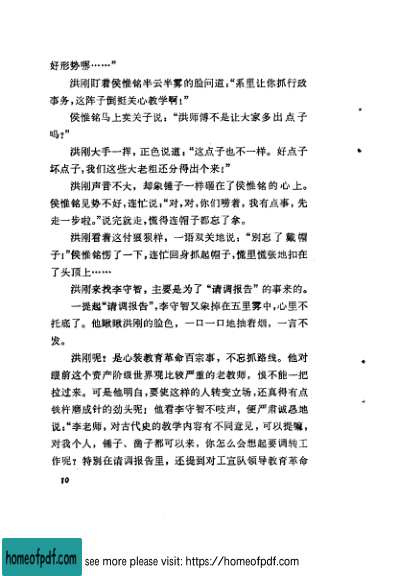 好形势哪……”
洪刚盯着侯惟铭半云半雾的脸问道：“系里让你抓行政
事务，这阵子倒挺关心教学啊！”
侯惟铭马上卖关子说：“洪师傅不是让大家多出点子
吗？”
洪刚大手一挥，正色说道：“这点子也不一样。好点子
坏点子，我们这些大老粗还分得出个来！”
洪刚声音不大，却象锤子一样砸在了侯惟铭的心上。
侯惟铭见势不好，连忙说：“对，对，你们唠着，我有点事，先
走一步啦。”说完就走，慌得连帽子都忘了拿。
洪刚看着这付狼狈样，一语双关地说：“别忘了戴帽
子！”侯惟铭愣了一下，连忙回身抓起帽子，慌里慌张地扣在
了头顶上……
洪刚来找李守智，主要是为了“请调报告”的事来的。
一提起“请调报告”，李守智又象掉在五里雾中，心里不
托底了。他瞅瞅洪刚的脸色，一口一口地抽着烟，一言不
发。
洪刚呢？是心装教育革命百宗事，不忘抓路线。他对
眼前这个资产阶级世界观比较严重的老教师，恨不能一把
拉过来。可是他明白，要使这样的人转变立场，还真得有点
铁杵磨成针的劲头呢！他看李守智不吱声，便严肃诚恳地
说：“李老师，对古代史的教学内容有不同意见，可以提嘛，
对我个人，锤子、凿子都可以来。你怎么会想起要调转工
作呢？特别在请调报告里，还提到对工宣队领导教育革命
10
homeofpdf.com
see more please visit: https://homeofpdf.com